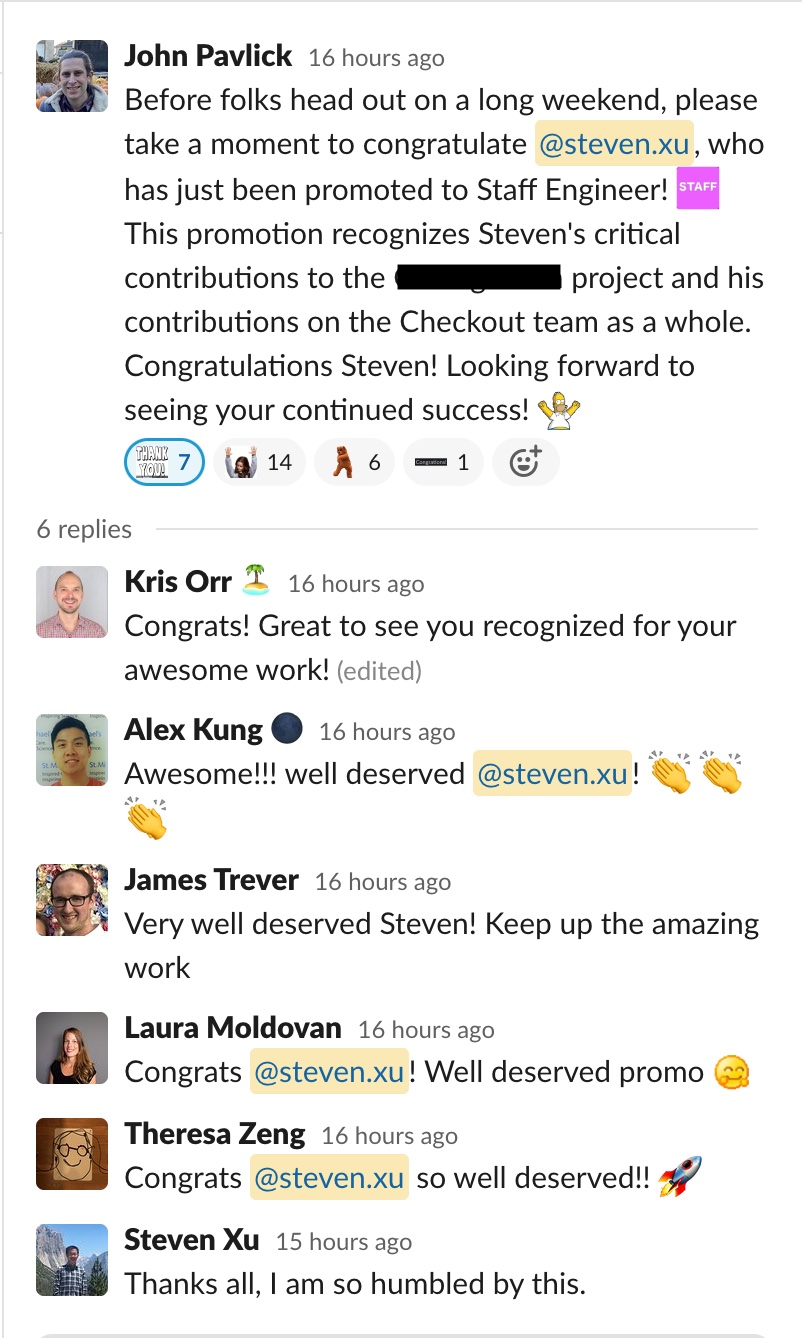 John Pavlick 16 hours ago
Before folks head out on a long weekend, please
take a moment to congratulate @steven.xu, who
has just been promoted to Staff Engineer! STAFF
This promotion recognizes Steven's critical
contributions to the project and his
contributions on the Checkout team as a whole.
Congratulations Steven! Looking forward to
seeing your continued success!
THANK YOU! 7 14 6 Congrations! 1
6 replies
Kris Orr 16 hours ago
Congrats! Great to see you recognized for your
awesome work! (edited)
Alex Kung 16 hours ago
Awesome!!! well deserved @steven.xu!
James Trever 16 hours ago
Very well deserved Steven! Keep up the amazing
work
Laura Moldovan 16 hours ago
Congrats @steven.xu! Well deserved promo
Theresa Zeng 16 hours ago
Congrats @steven.xu so well deserved!!
Steven Xu 15 hours ago
Thanks all, I am so humbled by this.